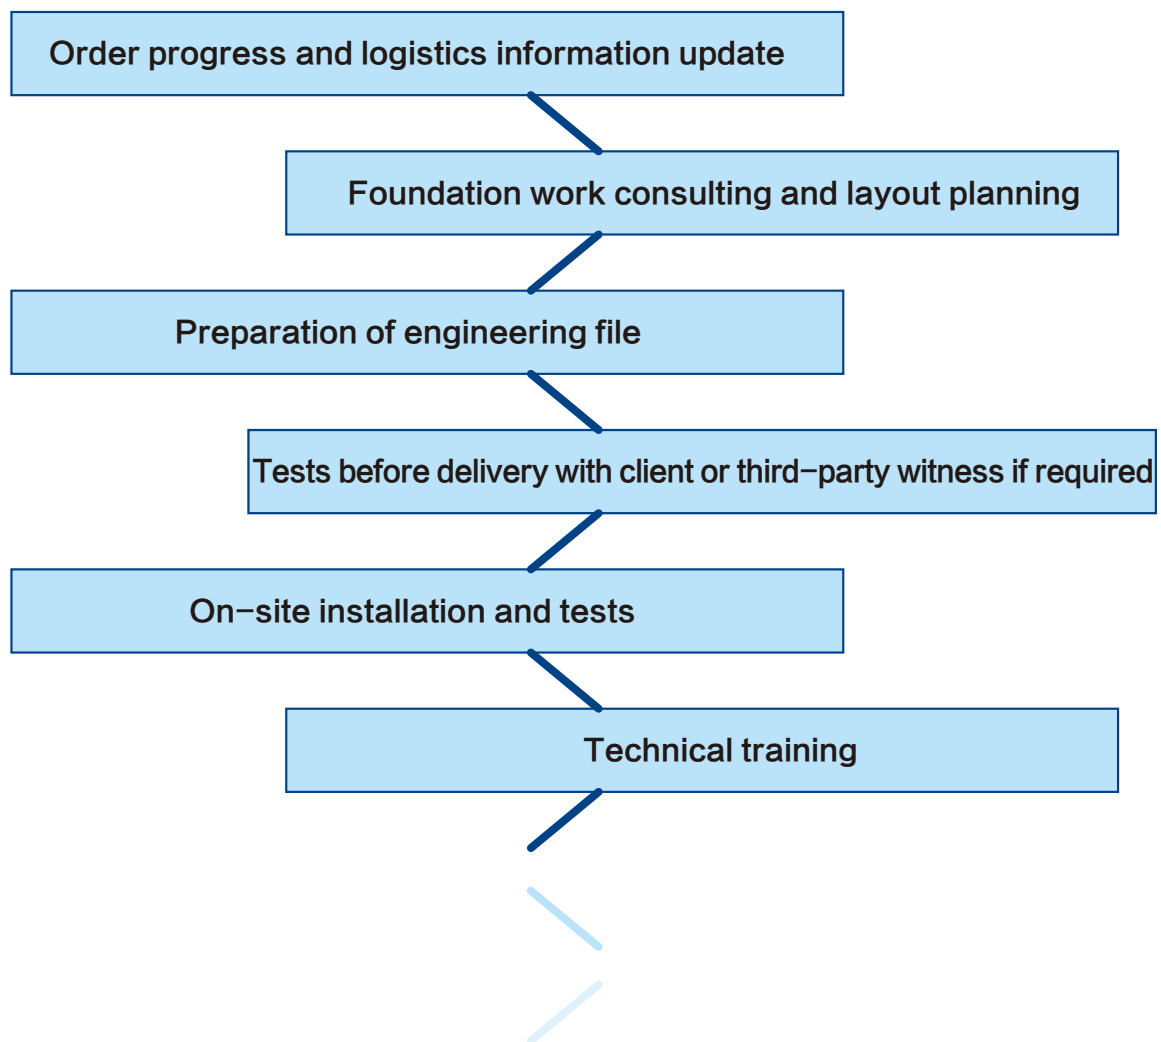 Order progress and logistics information update
Foundation work consulting and layout planning
Preparation of engineering file
Tests before delivery with client or third-party witness if required
On-site installation and tests
Technical training